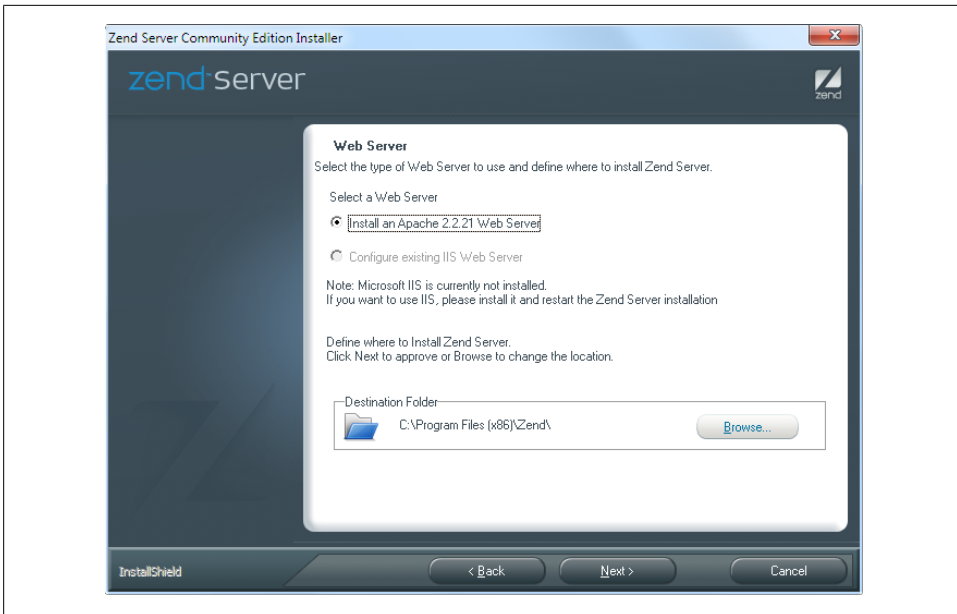 Zend Server Community Edition Installer
zend Server
zend
Web Server
Select the type of Web Server to use and define where to install Zend Server.
Select a Web Server
Install an Apache 2.2.21 Web Server
Configure existing IIS Web Server
Note: Microsoft IIS is currently not installed.
If you want to use IIS, please install it and restart the Zend Server installation
Define where to Install Zend Server.
Click Next to approve or Browse to change the location.
Destination Folder
C:\Program Files (x86)\Zend\
Browse...
InstallShield
< Back
Next >
Cancel